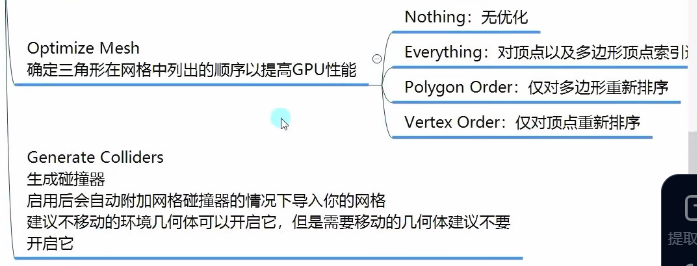 Optimize Mesh
确定三角形在网格中列出的顺序以提高GPU性能
Nothing：无优化
Everything：对顶点以及多边形顶点索引
Polygon Order：仅对多边形重新排序
Vertex Order：仅对顶点重新排序
Generate Colliders
生成碰撞器
启用后会自动附加网格碰撞器的情况下导入你的网格
建议不移动的环境几何体可以开启它，但是需要移动的几何体建议不要
开启它
提取